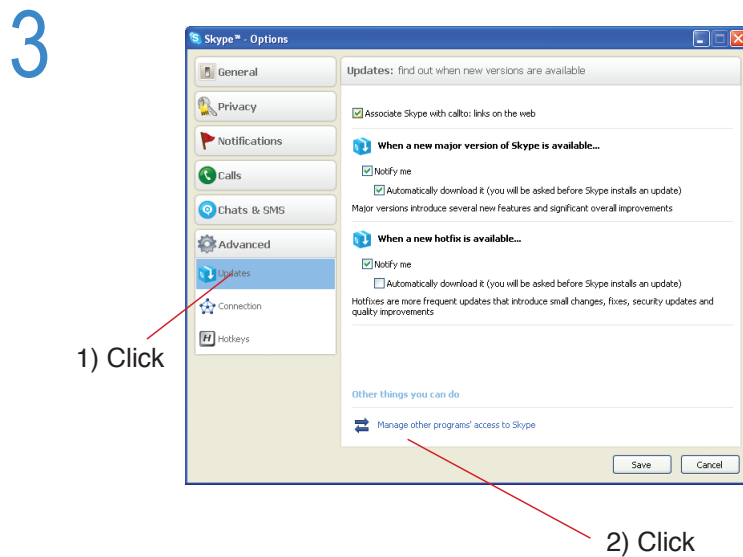 3
Skype™ - Options
General
Privacy
Notifications
Calls
Chats & SMS
Advanced
Updates
Connection
H Hotkeys
Updates: find out when new versions are available
Associate Skype with callto: links on the web
When a new major version of Skype is available...
Notify me
Automatically download it (you will be asked before Skype installs an update)
Major versions introduce several new features and significant overall improvements
When a new hotfix is available...
Notify me
Automatically download it (you will be asked before Skype installs an update)
Hotfixes are more frequent updates that introduce small changes, fixes, security updates and
quality improvements
Other things you can do
Manage other programs' access to Skype
Save Cancel
1) Click
2) Click